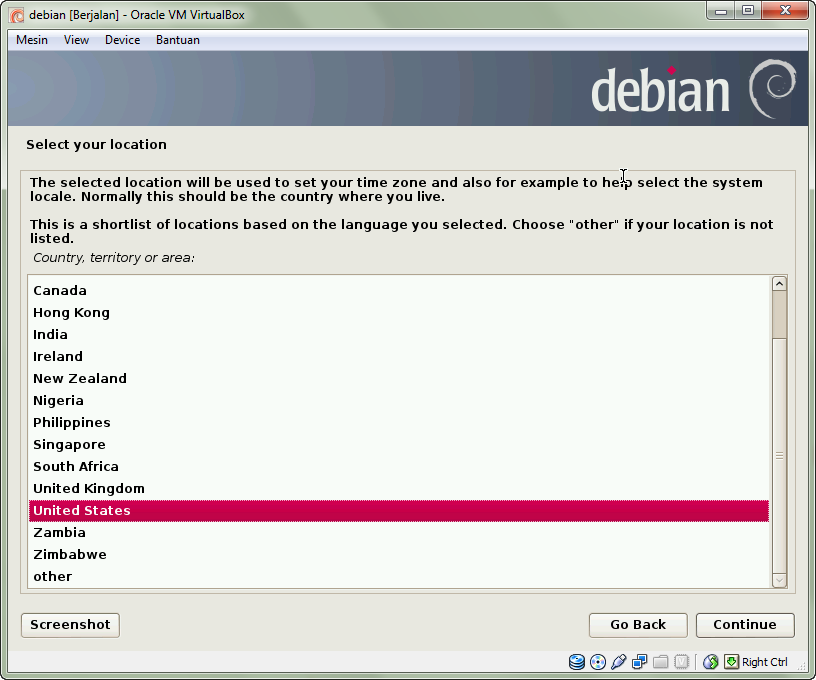 debian [Berjalan] - Oracle VM VirtualBox
Mesin View Device Bantuan
debian
Select your location
The selected location will be used to set your time zone and also for example to help select the system
locale. Normally this should be the country where you live.
This is a shortlist of locations based on the language you selected. Choose "other" if your location is not
listed.
Country, territory or area:
Canada
Hong Kong
India
Ireland
New Zealand
Nigeria
Philippines
Singapore
South Africa
United Kingdom
United States
Zambia
Zimbabwe
other
Screenshot Go Back Continue
Right Ctrl